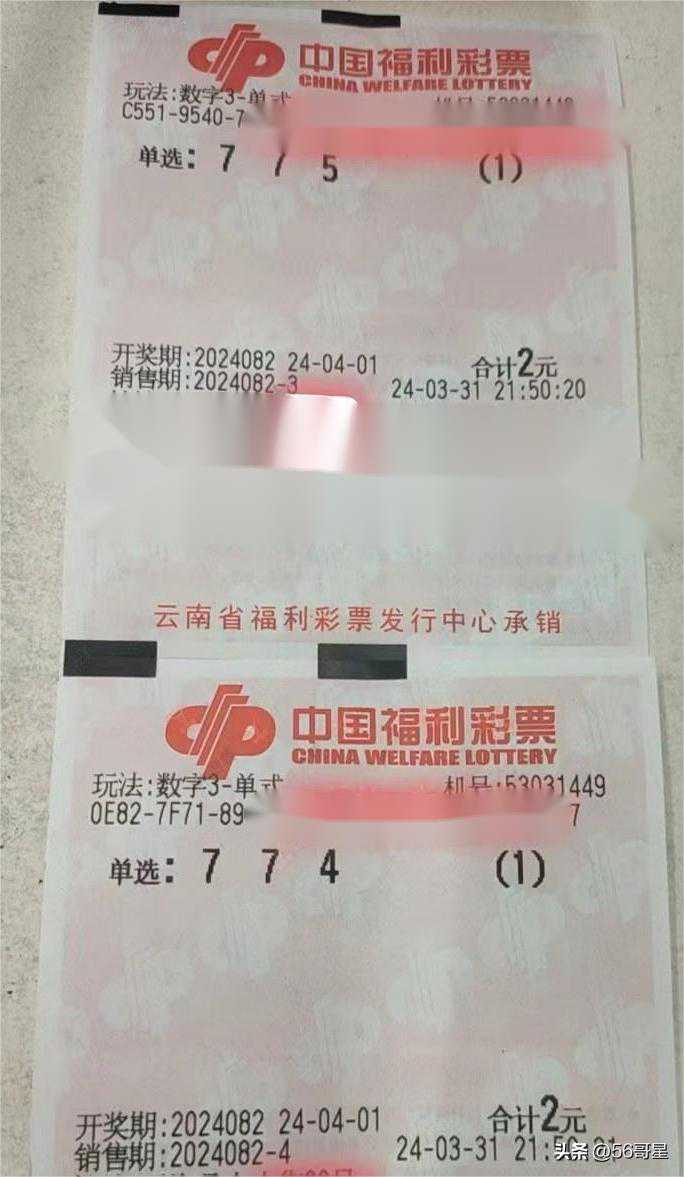 中国福利彩票
CHINA WELFARE LOTTERY
玩法:数字3-单式
C551-9540-7
单选: 7 7 5 (1)
开奖期:2024082 24-04-01 合计2元
销售期:2024082-3 24-03-31 21:50:20
云南省福利彩票发行中心承销
中国福利彩票
CHINA WELFARE LOTTERY
玩法:数字3-单式 机号:53031449
0E82-7F71-89 7
单选: 7 7 4 (1)
开奖期:2024082 24-04-01 合计2元
销售期:2024082-4 24-03-31
头条 @56哥星